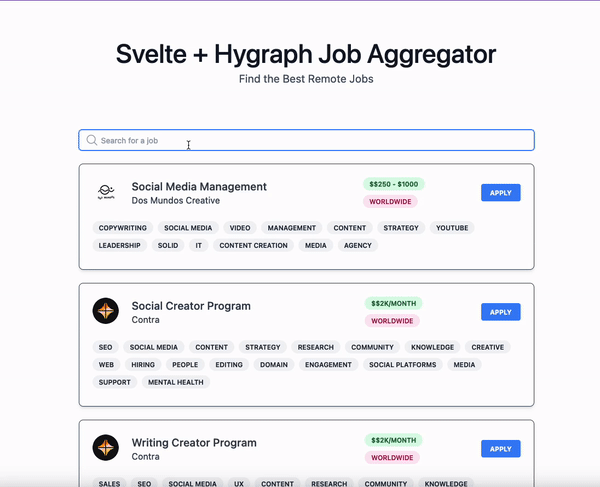 Svelte + Hygraph Job Aggregator
Find the Best Remote Jobs
Search for a job
Social Media Management
Dos Mundos Creative
$$250 - $1000
WORLDWIDE
APPLY
COPYWRITING SOCIAL MEDIA VIDEO MANAGEMENT CONTENT STRATEGY YOUTUBE
LEADERSHIP SOLID IT CONTENT CREATION MEDIA AGENCY
Social Creator Program
Contra
$$2K/MONTH
WORLDWIDE
APPLY
SEO SOCIAL MEDIA CONTENT STRATEGY RESEARCH COMMUNITY KNOWLEDGE CREATIVE
WEB HIRING PEOPLE EDITING DOMAIN ENGAGEMENT SOCIAL PLATFORMS MEDIA
SUPPORT MENTAL HEALTH
Writing Creator Program
Contra
$$2K/MONTH
WORLDWIDE
APPLY
SALES SEO SOCIAL MEDIA UX CONTENT RESEARCH COMMUNITY KNOWLEDGE